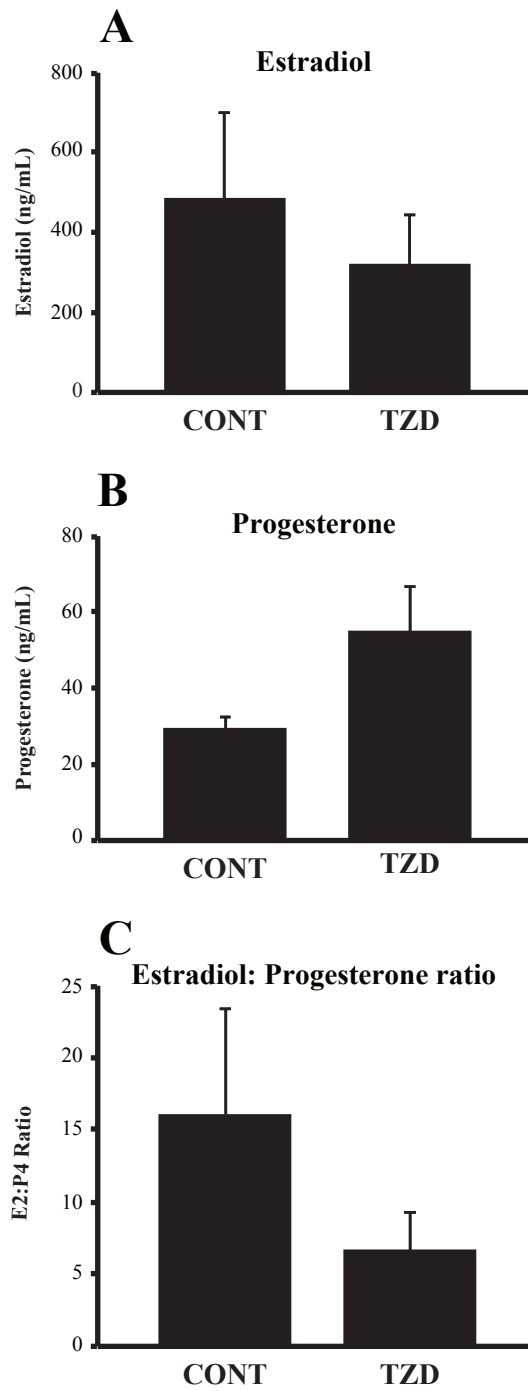 A
Estradiol
Estradiol (ng/mL)
800
600
400
200
0
CONT TZD
B
Progesterone
Progesterone (ng/mL)
80
60
40
20
0
CONT TZD
C
Estradiol: Progesterone ratio
E2:P4 Ratio
25
20
15
10
5
0
CONT TZD